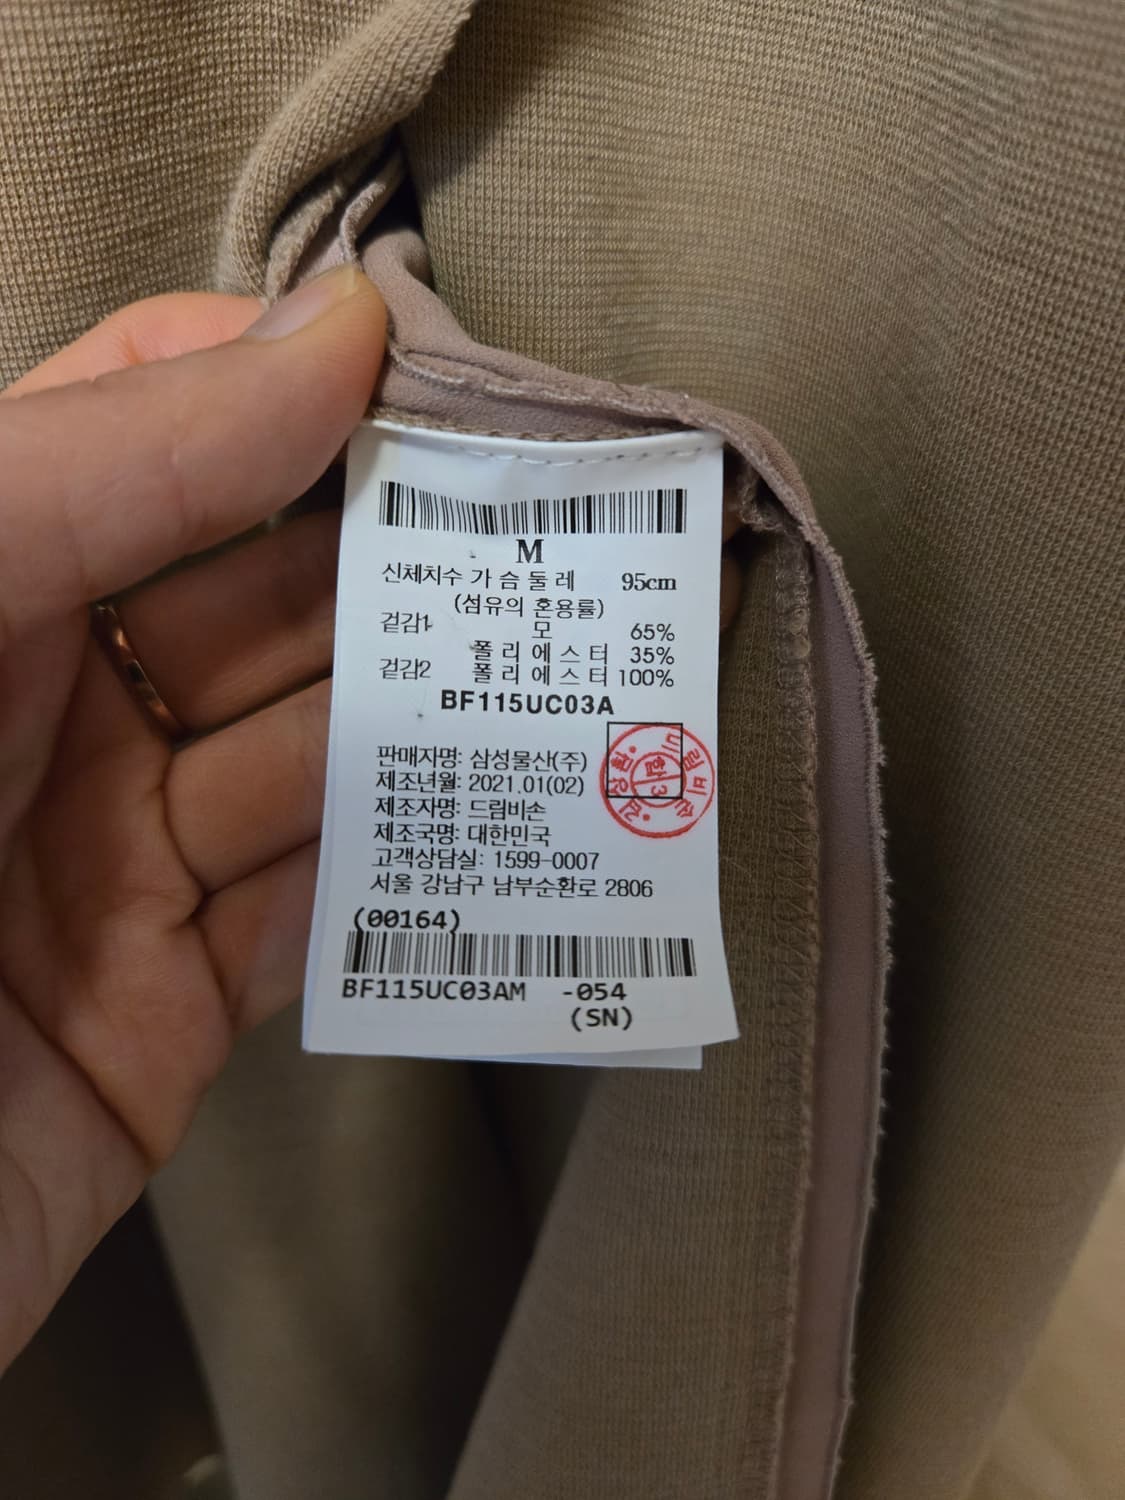 M
신체치수 가슴둘레 95cm
(섬유의 혼용률)
겉감1 모 65%
폴리에스터 35%
겉감2 폴리에스터 100%
BF115UC03A
판매자명: 삼성물산(주)
제조년월: 2021.01(02)
제조자명: 드림비손
제조국명: 대한민국
고객상담실: 1599-0007
서울 강남구 남부순환로 2806
(00164)
BF115UC03AM -054
(SN)